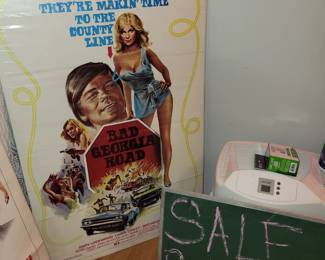 THEY'RE MAKIN' TIME
TO THE
COUNTY
LINE
BAD
GEORGIA
ROAD
SALE